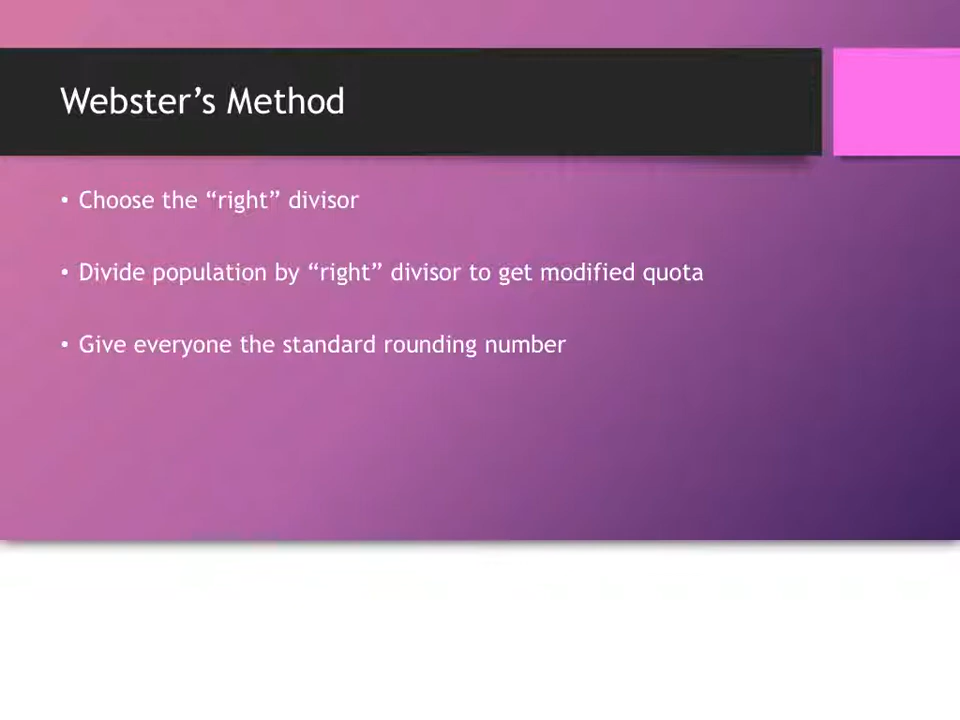 Webster’s Method
• Choose the “right” divisor
• Divide population by “right” divisor to get modified quota
• Give everyone the standard rounding number